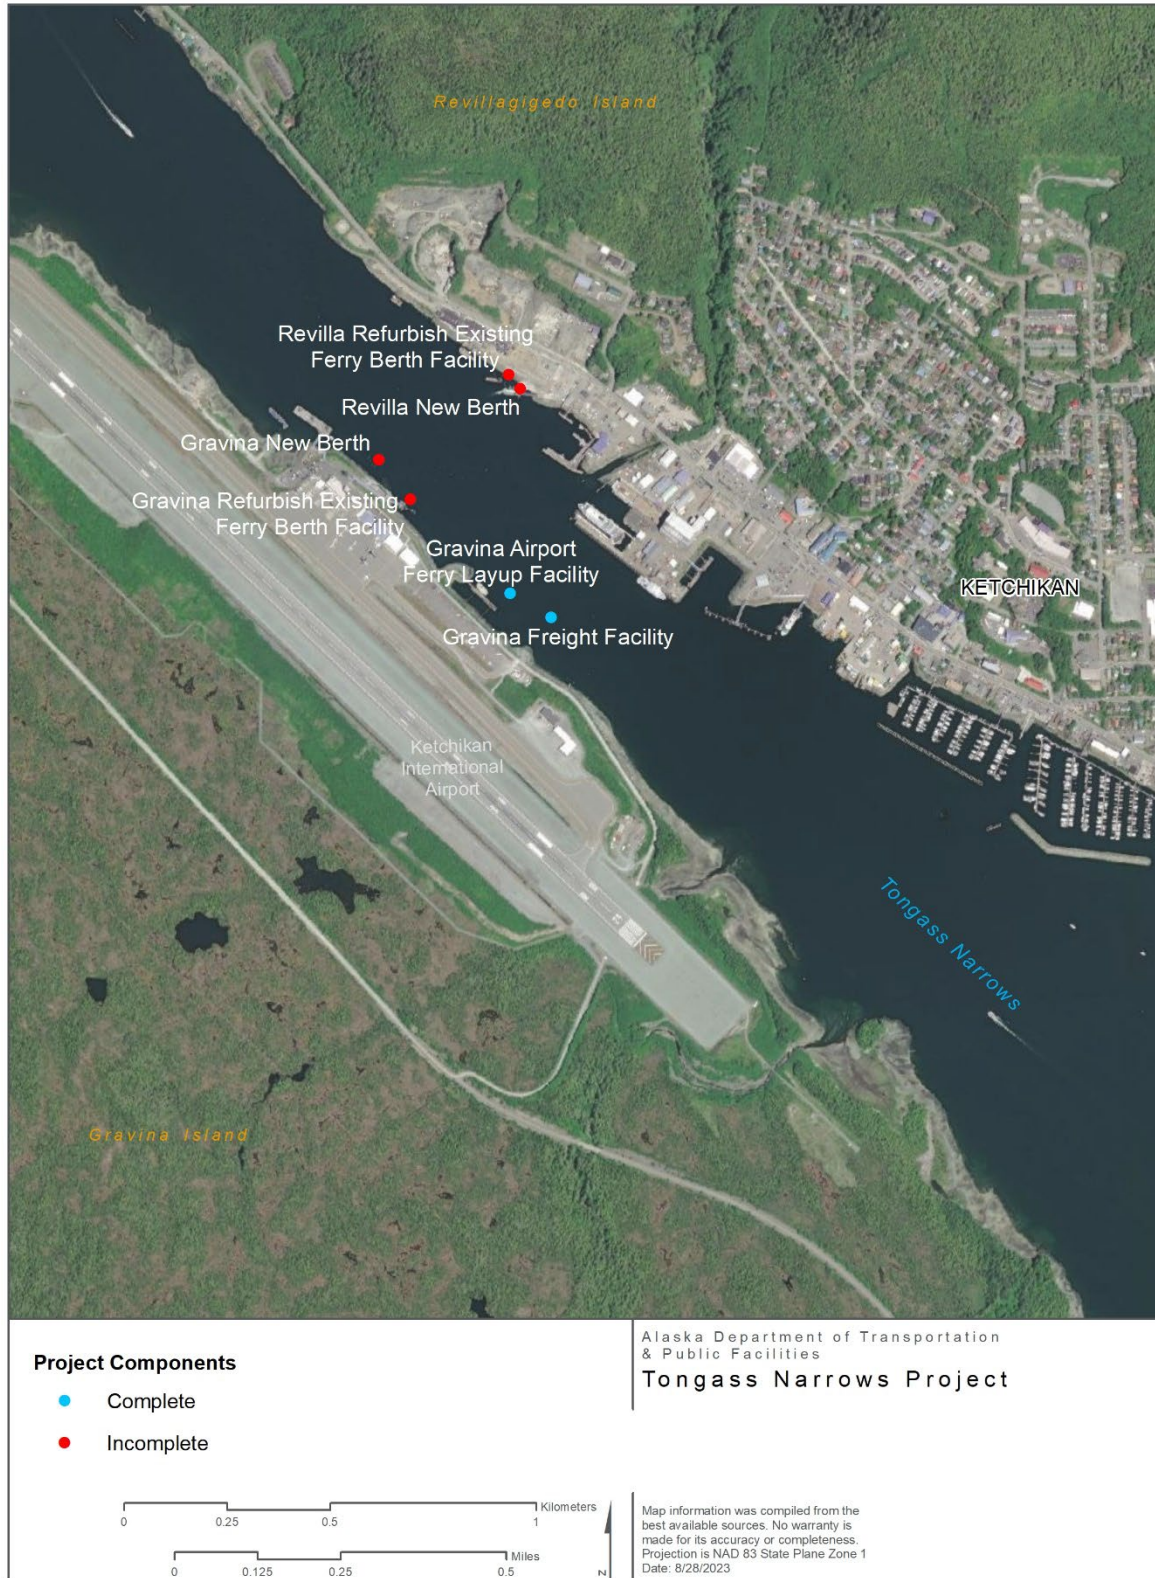 Revillagigedo Island
Revilla Refurbish Existing
Ferry Berth Facility
Revilla New Berth
Gravina New Berth
Gravina Refurbish Existing
Ferry Berth Facility
Gravina Airport
Ferry Layup Facility
KETCHIKAN
Gravina Freight Facility
Ketchikan
International
Airport
Tongass Narrows
Gravina Island
Project Components
Complete
Incomplete
Kilometers
0 0.25 0.5 1
Miles
0 0.125 0.25 0.5
N
Alaska Department of Transportation
& Public Facilities
Tongass Narrows Project
Map information was compiled from the
best available sources. No warranty is
made for its accuracy or completeness.
Projection is NAD 83 State Plane Zone 1
Date: 8/28/2023